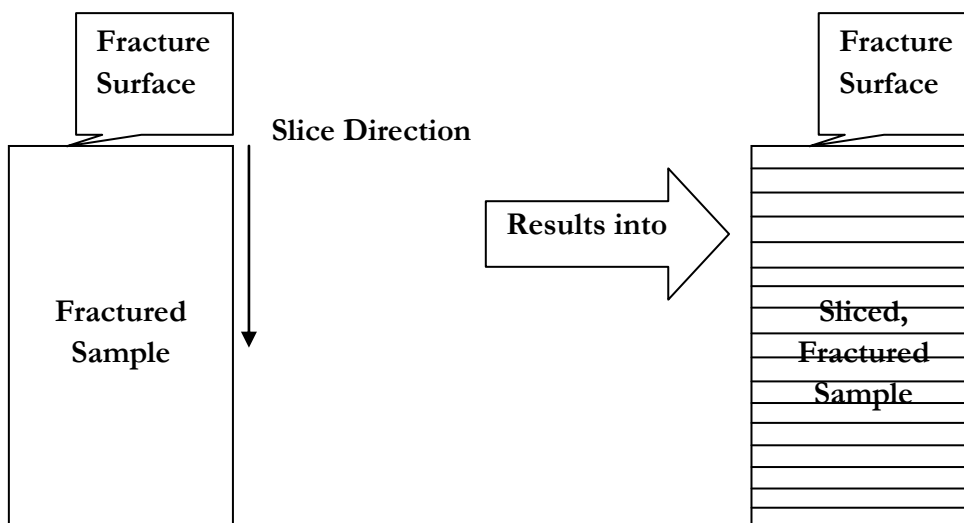 Fracture
Surface
Slice Direction
Fractured
Sample
Results into
Fracture
Surface
Sliced,
Fractured
Sample